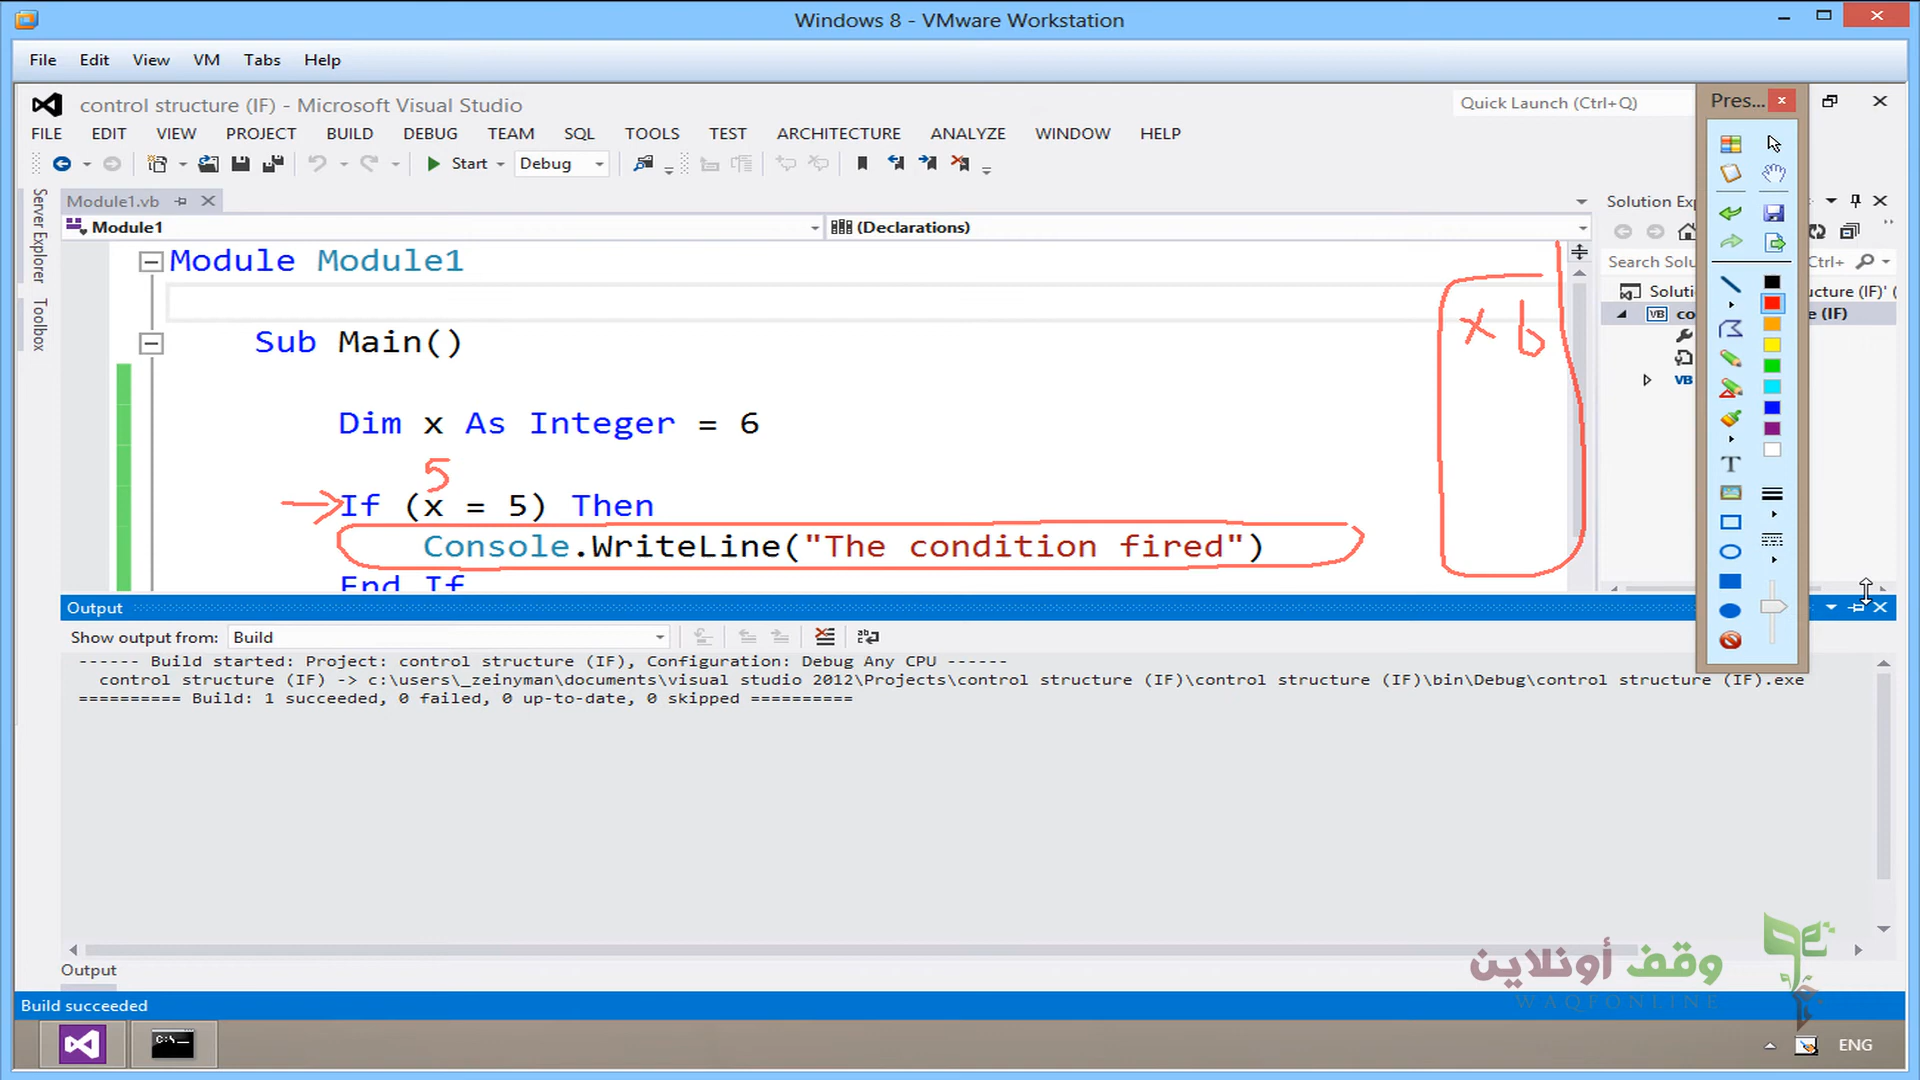 Windows 8 - VMware Workstation
File Edit View VM Tabs Help
control structure (IF) - Microsoft Visual Studio
Quick Launch (Ctrl+Q)
Pres...
FILE EDIT VIEW PROJECT BUILD DEBUG TEAM SQL TOOLS TEST ARCHITECTURE ANALYZE WINDOW HELP
Start Debug
Server Explorer
Toolbox
Module1.vb
Solution Exp
Module1
(Declarations)
Search Solu
Ctrl+
Module Module1
Soluti
ucture (IF)' (
co
e (IF)
VB
x 6
Sub Main()
Dim x As Integer = 6
5
If (x = 5) Then
Console.WriteLine("The condition fired")
End If
Output
Show output from: Build
------ Build started: Project: control structure (IF), Configuration: Debug Any CPU ------
control structure (IF) -> c:\users\_zeinyman\documents\visual studio 2012\Projects\control structure (IF)\control structure (IF)\bin\Debug\control structure (IF).exe
========== Build: 1 succeeded, 0 failed, 0 up-to-date, 0 skipped ==========
وقف أونلاين
WAQFONLINE
Output
Build succeeded
ENG